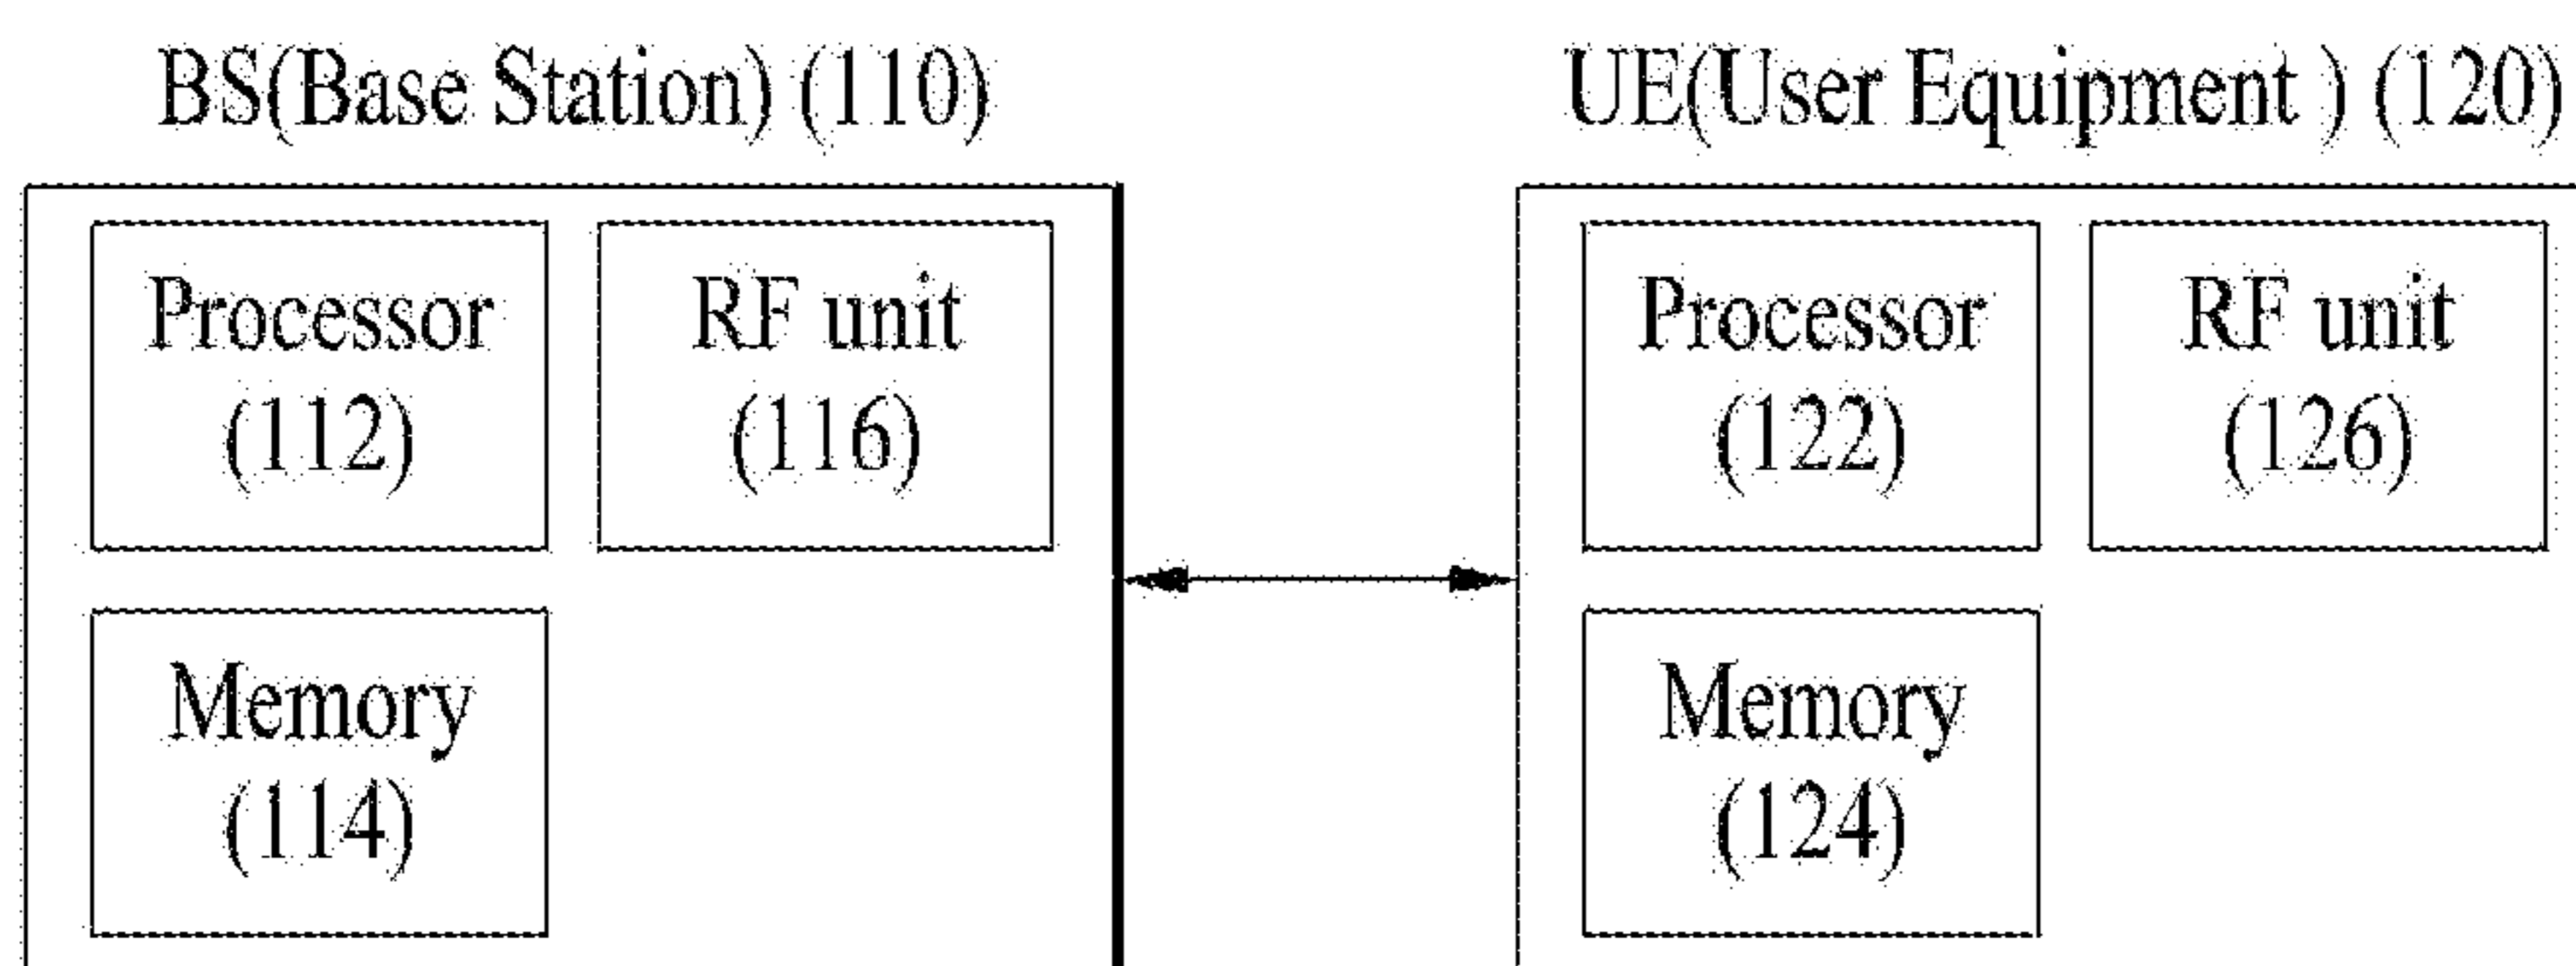 BS(Base Station) (110)
Processor
(112)
RF unit
(116)
Memory
(114)
UE(User Equipment ) (120)
Processor
(122)
RF unit
(126)
Memory
(124)